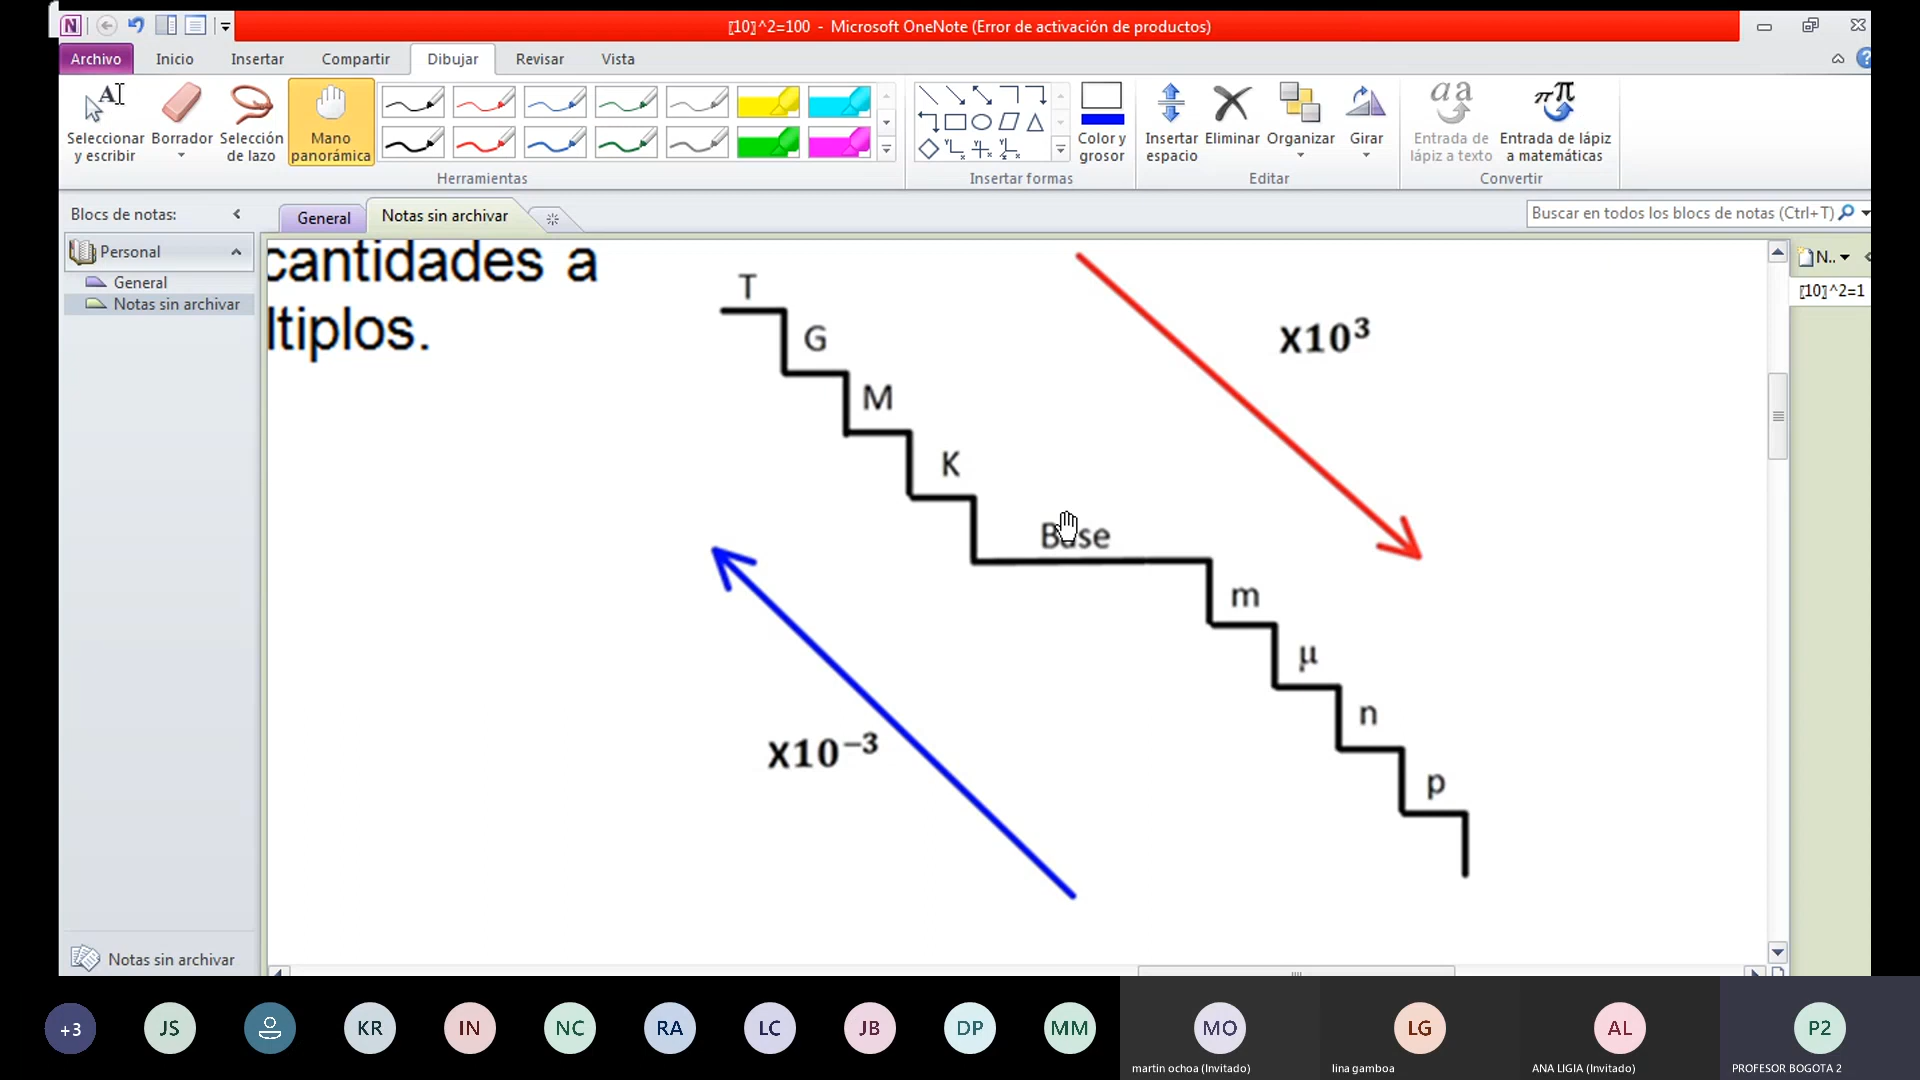 〖10〗^2=100 - Microsoft OneNote (Error de activación de productos)
Archivo Inicio Insertar Compartir Dibujar Revisar Vista
Seleccionar y escribir
Borrador
Selección de lazo
Mano panorámica
Herramientas
Insertar formas
Color y grosor
Insertar espacio
Eliminar
Organizar
Girar
Editar
Entrada de lápiz a texto
Entrada de lápiz a matemáticas
Convertir
Blocs de notas:
General
Notas sin archivar
Buscar en todos los blocs de notas (Ctrl+T)
Personal
General
Notas sin archivar
N..
〖10〗^2=1
cantidades a
ltiplos.
T
G
M
K
Base
m
μ
n
p
X10³
X10⁻³
Notas sin archivar
+3 JS KR IN NC RA LC JB DP MM MO LG AL P2
martin ochoa (Invitado)
lina gamboa
ANA LIGIA (Invitado)
PROFESOR BOGOTA 2